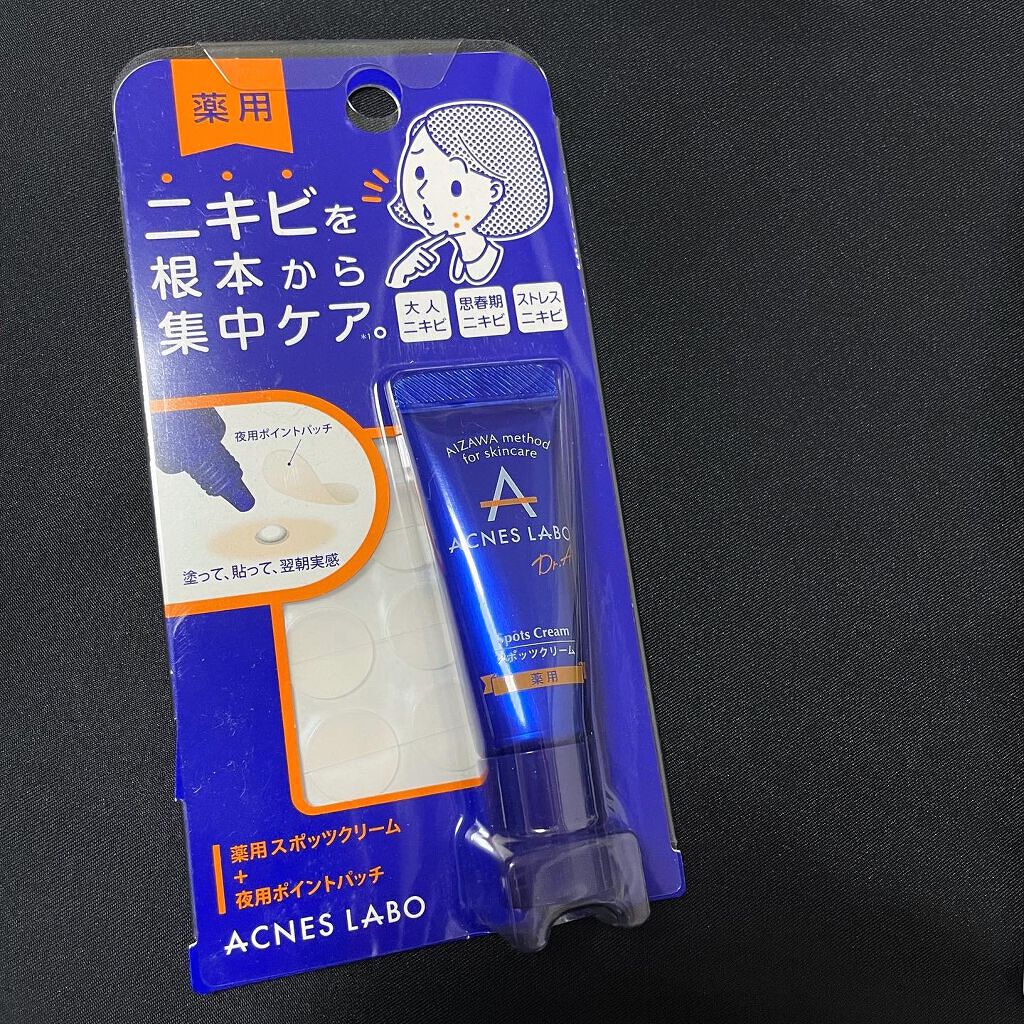 薬用
ニキビを
根本から
集中ケア。
*1
大人
ニキビ
思春期
ニキビ
ストレス
ニキビ
夜用ポイントパッチ
塗って、貼って、翌朝実感
AIZAWA method
for skincare
A
ACNES LABO
Dr.A
Spots Cream
スポッツクリーム
薬用
薬用スポッツクリーム
+
夜用ポイントパッチ
ACNES LABO